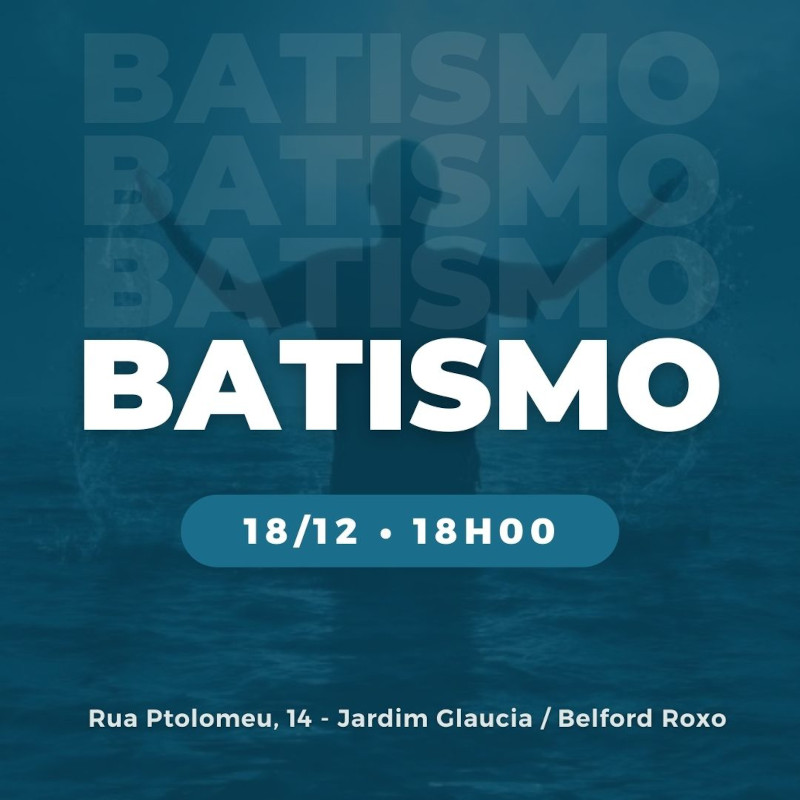 BATISMO
BATISMO
BATISMO
BATISMO
18/12 • 18H00
Rua Ptolomeu, 14 - Jardim Glaucia / Belford Roxo